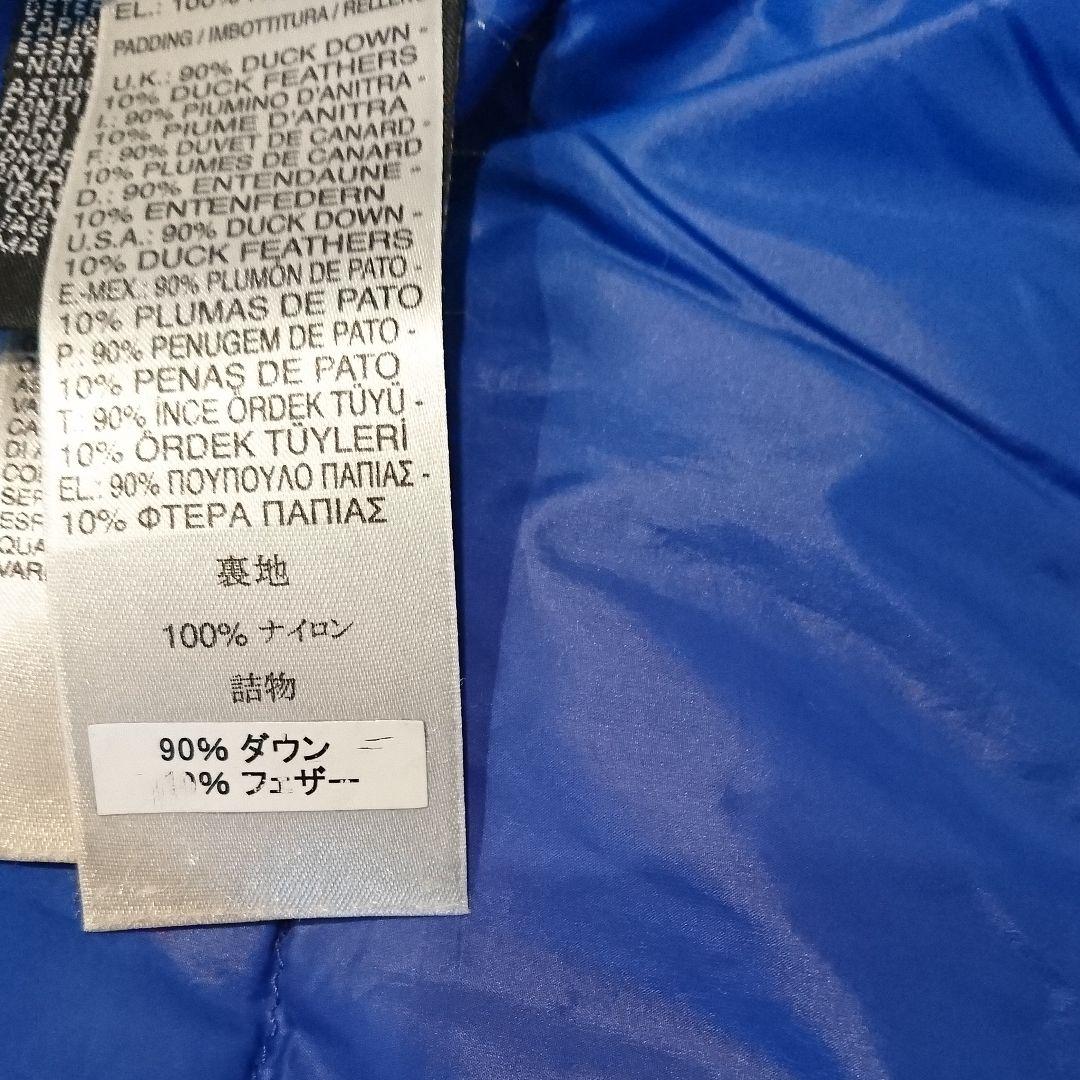 EL.: 100%
PADDING / IMBOTTITURA / RELLENO
U.K.: 90% DUCK DOWN -
10% DUCK FEATHERS
I.: 90% PIUMINO D'ANITRA -
10% PIUME D'ANITRA
F.: 90% DUVET DE CANARD -
10% PLUMES DE CANARD
D.: 90% ENTENDAUNE -
10% ENTENFEDERN
U.S.A.: 90% DUCK DOWN -
10% DUCK FEATHERS
E.-MEX.: 90% PLUMÓN DE PATO -
10% PLUMAS DE PATO
P.: 90% PENUGEM DE PATO -
10% PENAS DE PATO
T.: 90% İNCE ÖRDEK TÜYÜ -
10% ÖRDEK TÜYLERİ
EL.: 90% ΠΟΥΠΟΥΛΟ ΠΑΠΙΑΣ -
10% ΦΤΕΡΑ ΠΑΠΙΑΣ
裏地
100% ナイロン
詰物
90% ダウン
10% フェザー